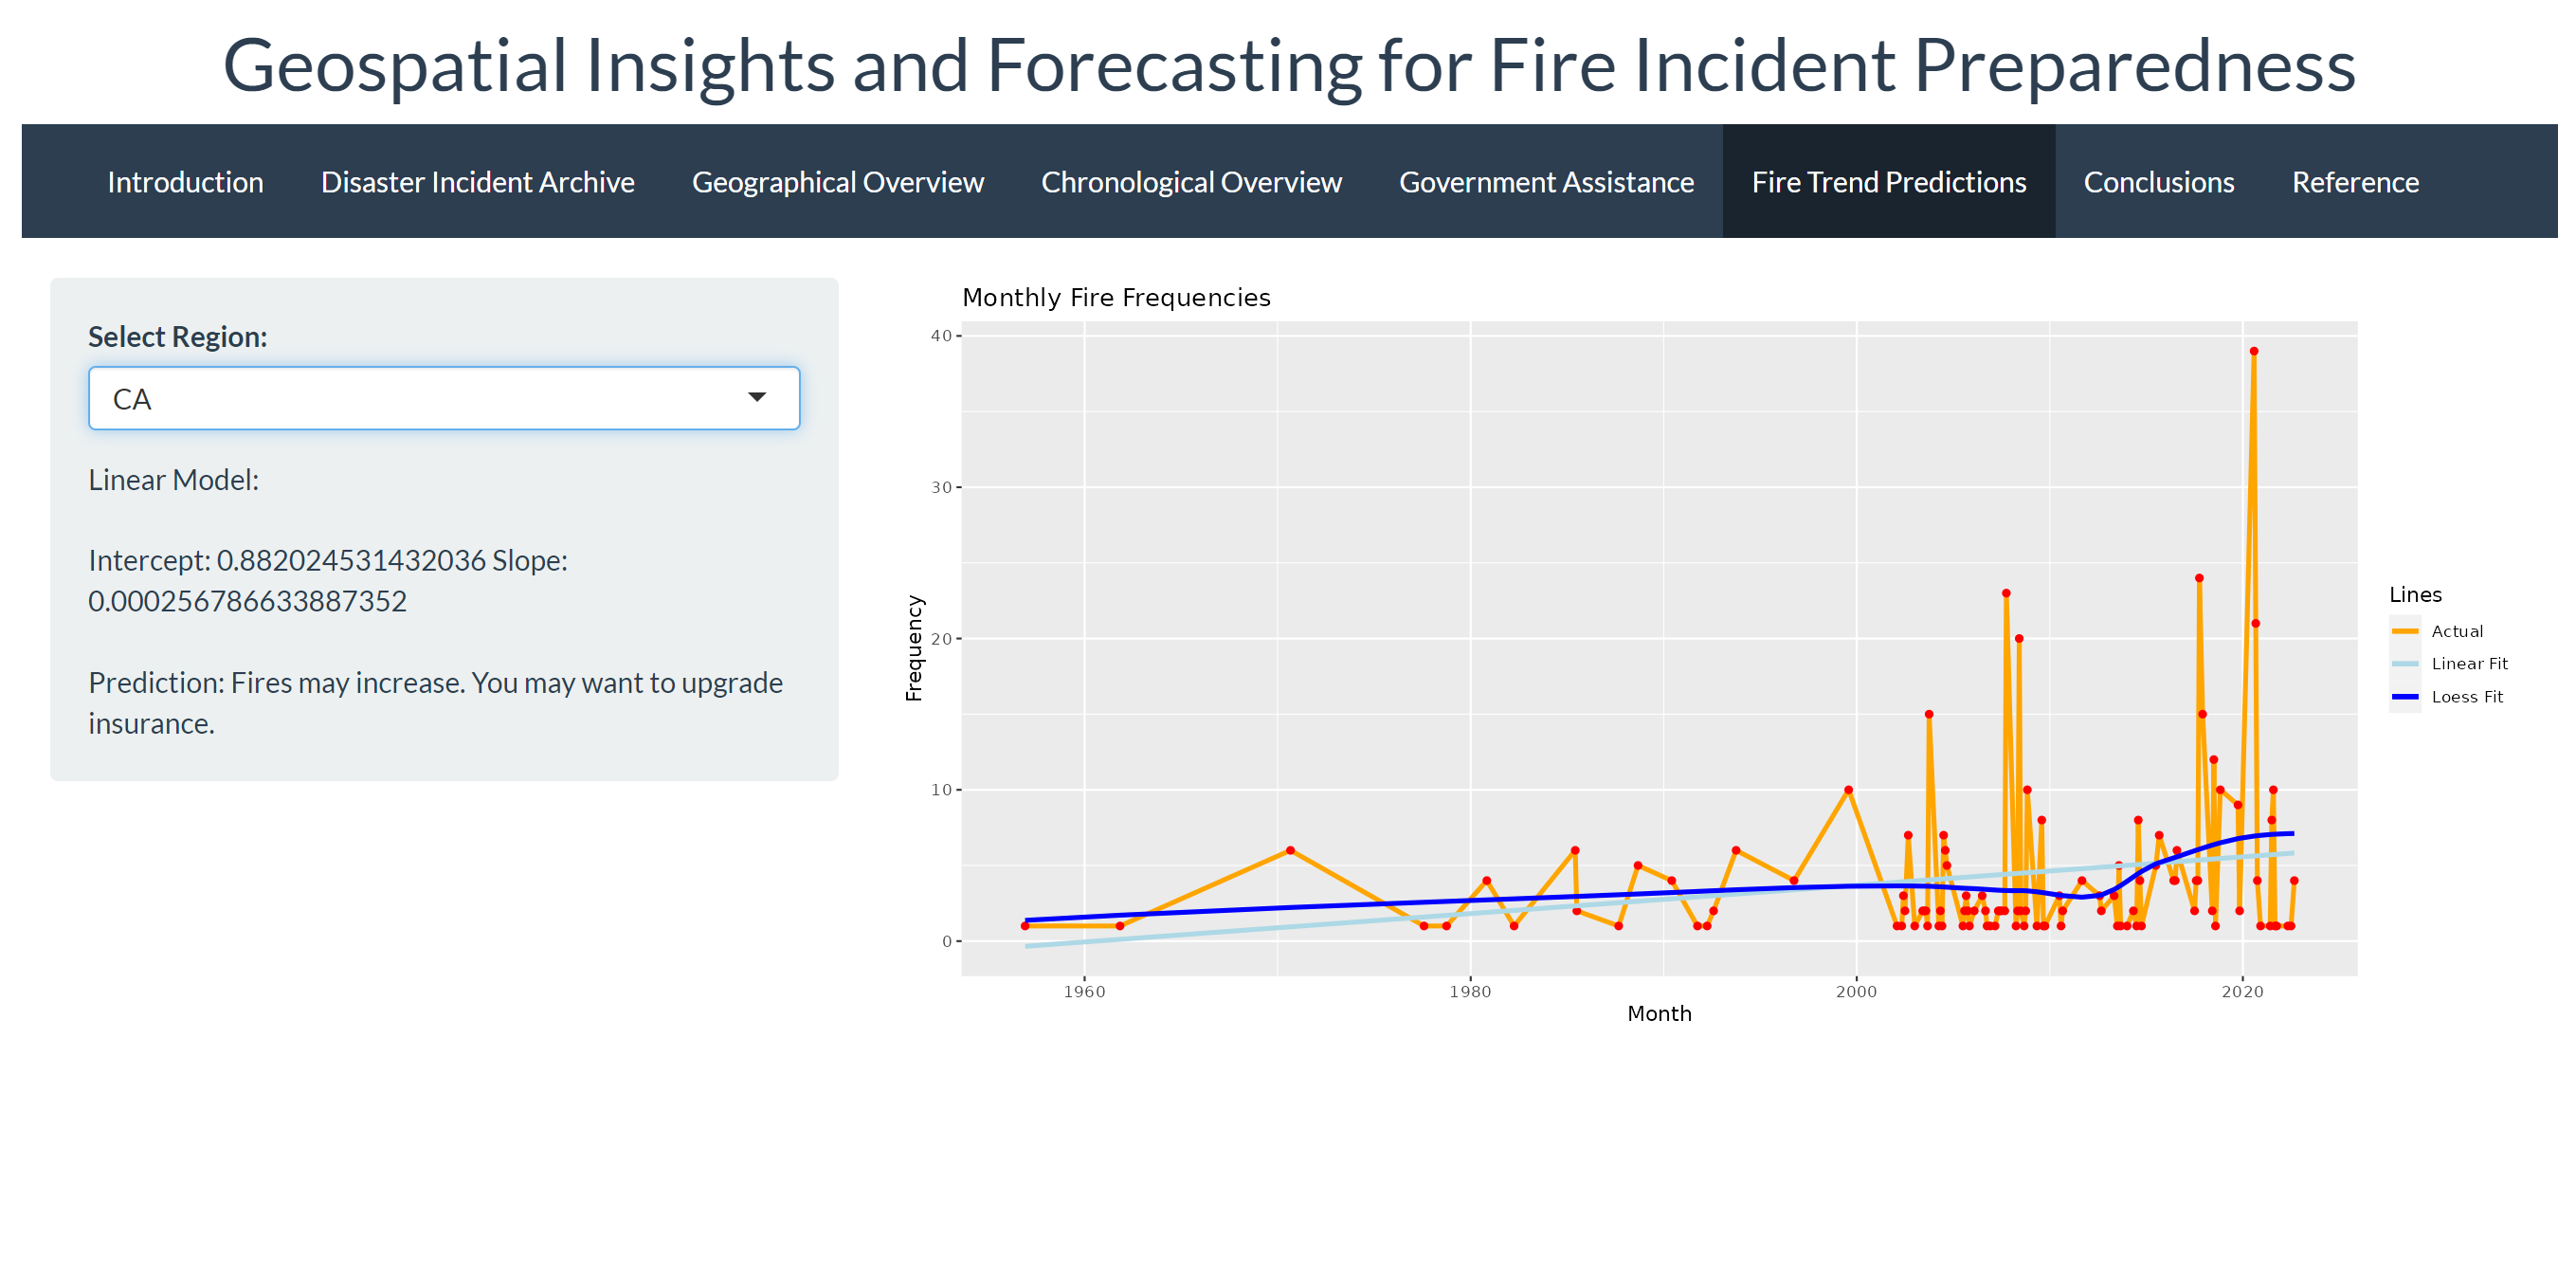 Geospatial Insights and Forecasting for Fire Incident Preparedness
Introduction Disaster Incident Archive Geographical Overview Chronological Overview Government Assistance Fire Trend Predictions Conclusions Reference
Select Region:
CA
Linear Model:
Intercept: 0.882024531432036 Slope:
0.000256786633887352
Prediction: Fires may increase. You may want to upgrade
insurance.
Monthly Fire Frequencies
40
30
20
10
0
Frequency
1960 1980 2000 2020
Month
Lines
Actual
Linear Fit
Loess Fit